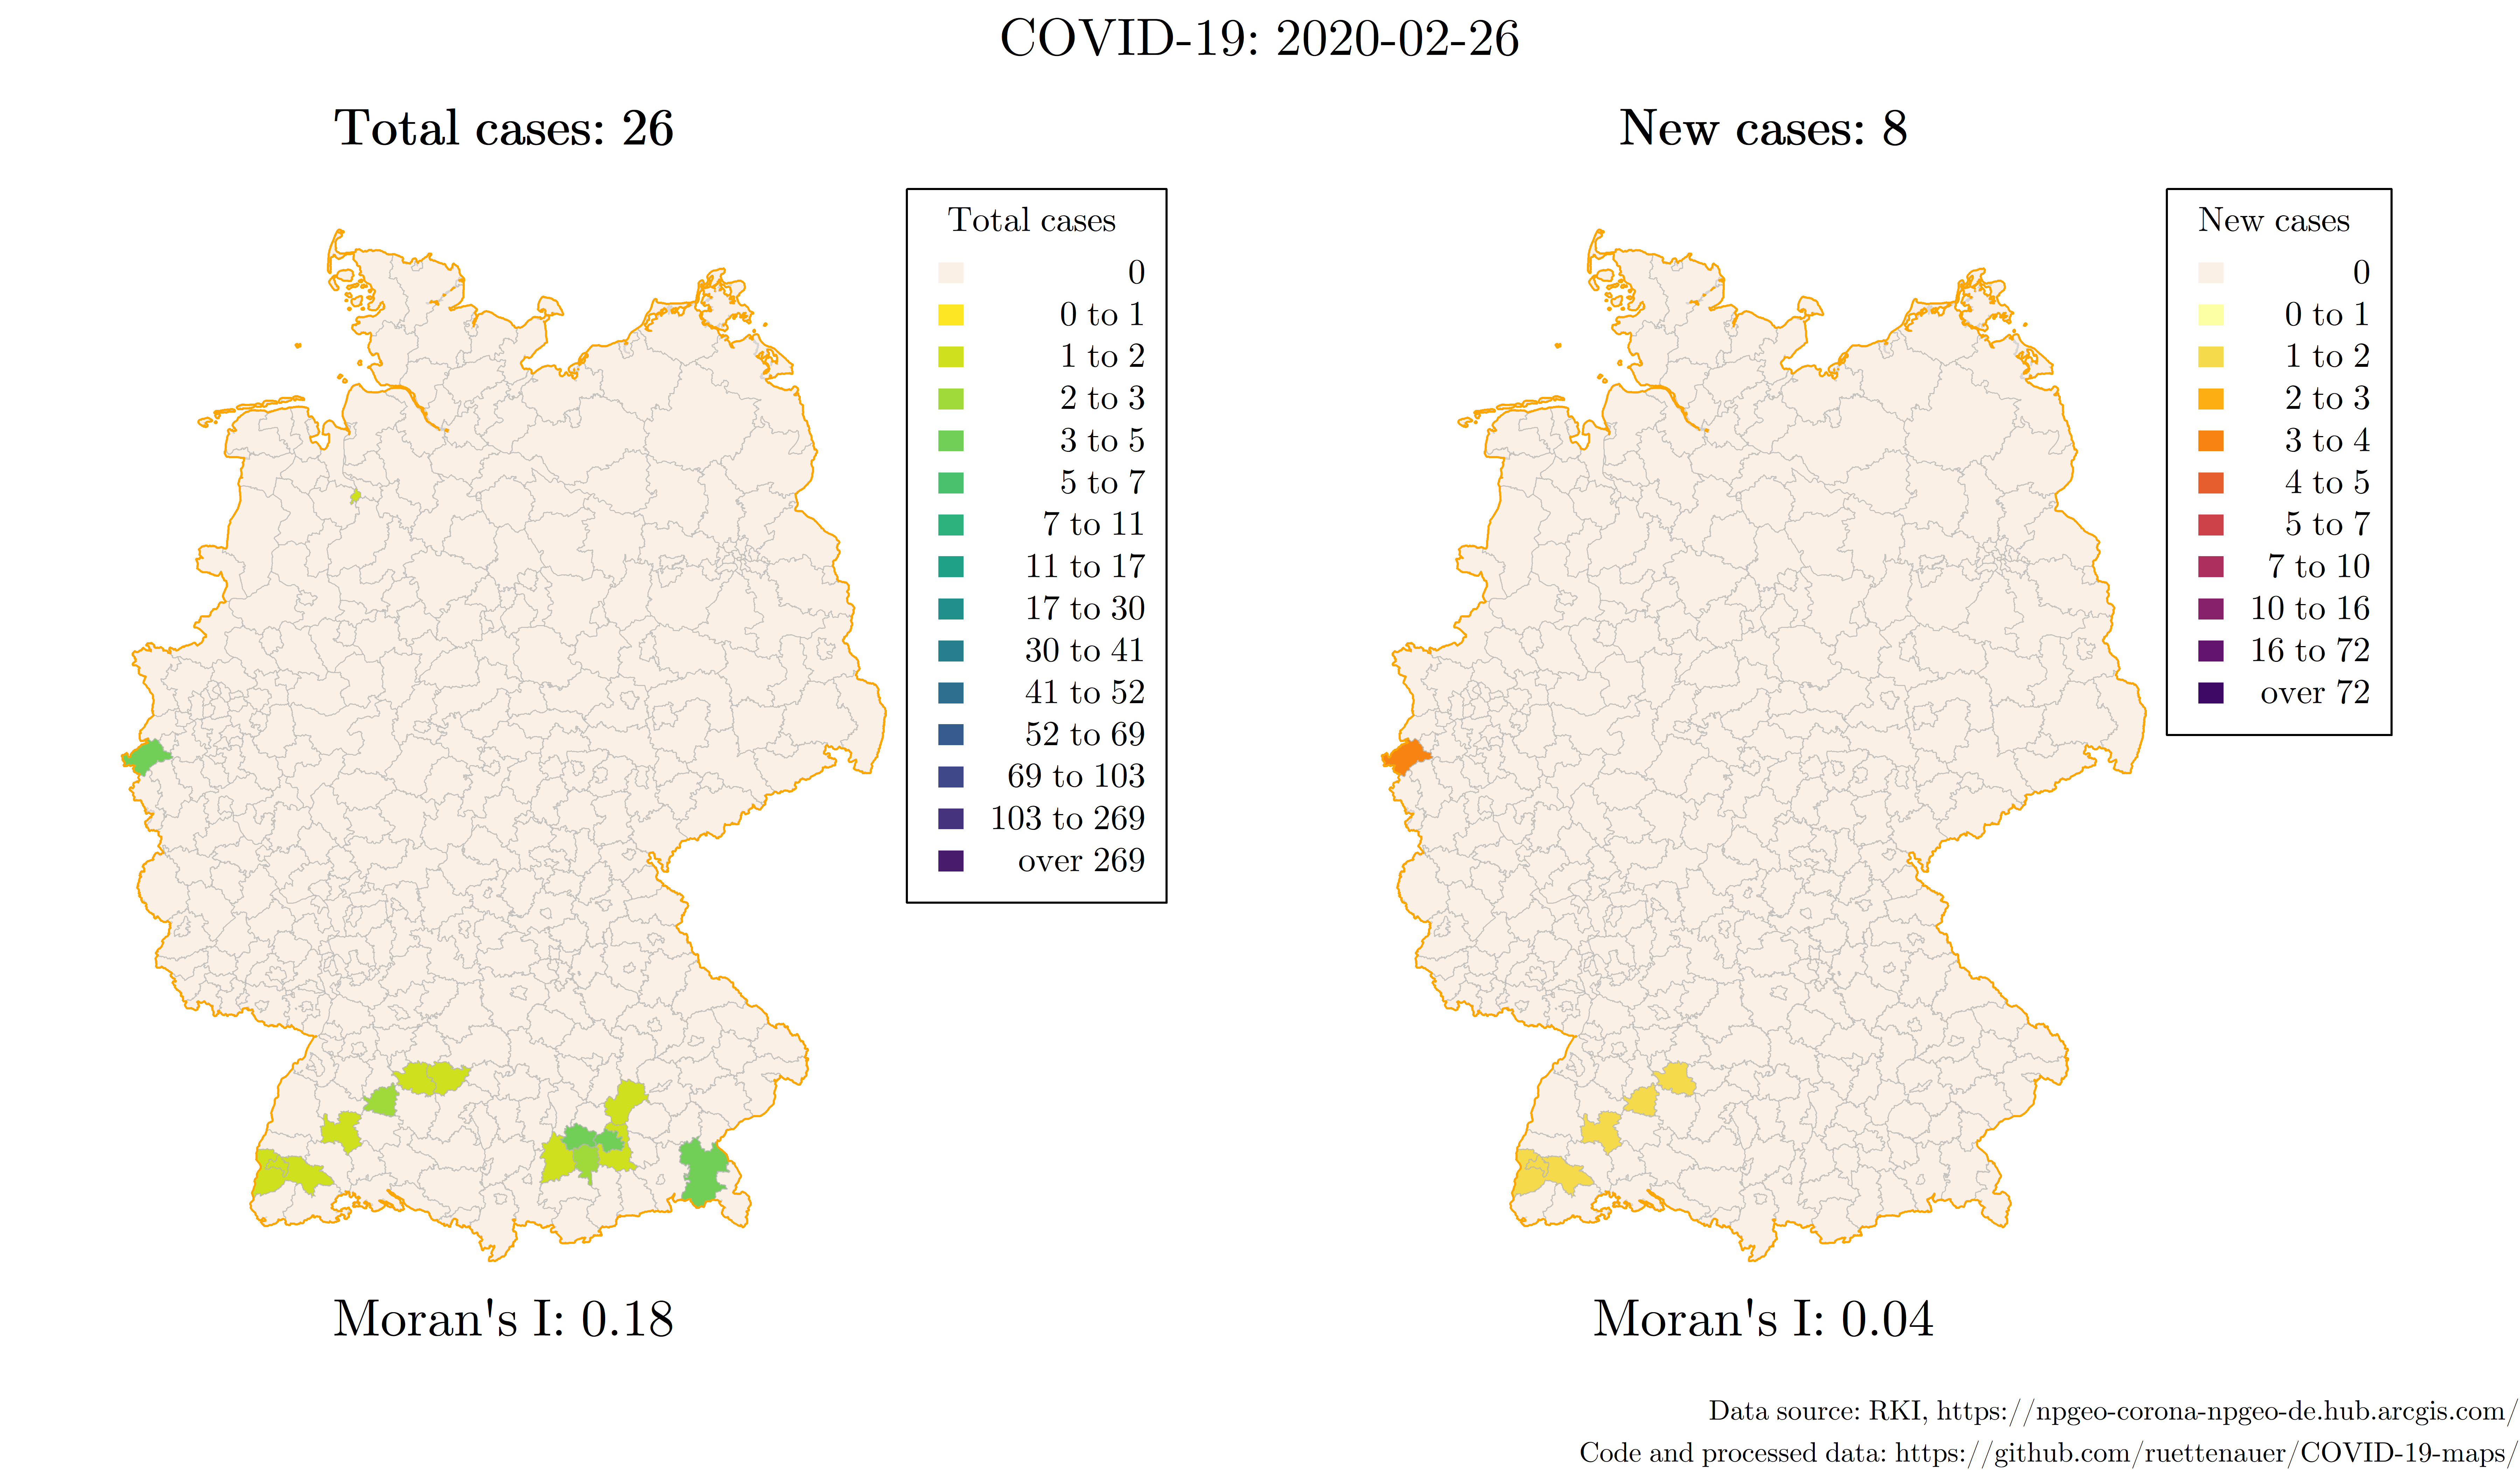 COVID-19: 2020-02-26
Total cases: 26
New cases: 8
Total cases
0
0 to 1
1 to 2
2 to 3
3 to 5
5 to 7
7 to 11
11 to 17
17 to 30
30 to 41
41 to 52
52 to 69
69 to 103
103 to 269
over 269
New cases
0
0 to 1
1 to 2
2 to 3
3 to 4
4 to 5
5 to 7
7 to 10
10 to 16
16 to 72
over 72
Moran's I: 0.18
Moran's I: 0.04
Data source: RKI, https://npgeo-corona-npgeo-de.hub.arcgis.com/
Code and processed data: https://github.com/ruettenauer/COVID-19-maps/